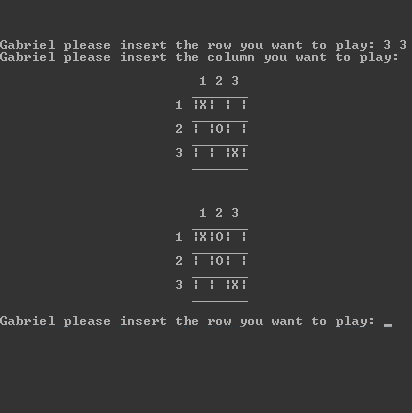 Gabriel please insert the row you want to play: 3 3
Gabriel please insert the column you want to play:
1 2 3
1 |X| | |
2 | |O| |
3 | | |X|
1 2 3
1 |X|O| |
2 | |O| |
3 | | |X|
Gabriel please insert the row you want to play: _